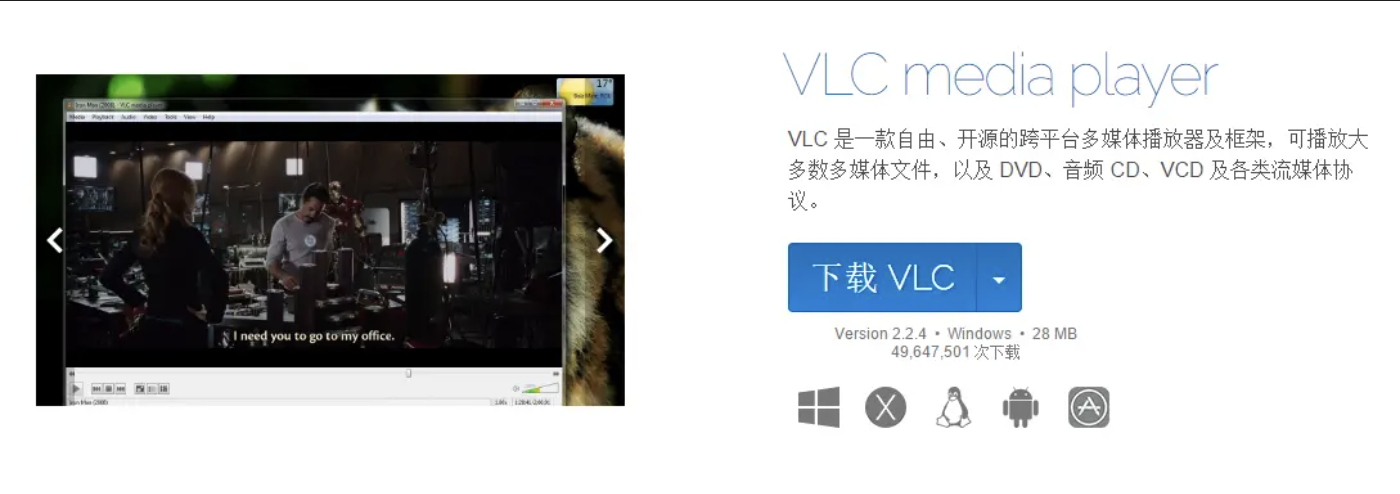 17°
Iron Man (2008) - VLC media player
Media Playback Audio Video Tools View Help
I need you to go to my office.
Iron Man (2008)
1.00x
VLC media player
VLC 是一款自由、开源的跨平台多媒体播放器及框架，可播放大
多数多媒体文件，以及 DVD、音频 CD、VCD 及各类流媒体协
议。
下载 VLC
Version 2.2.4 • Windows • 28 MB
49,647,501 次下载